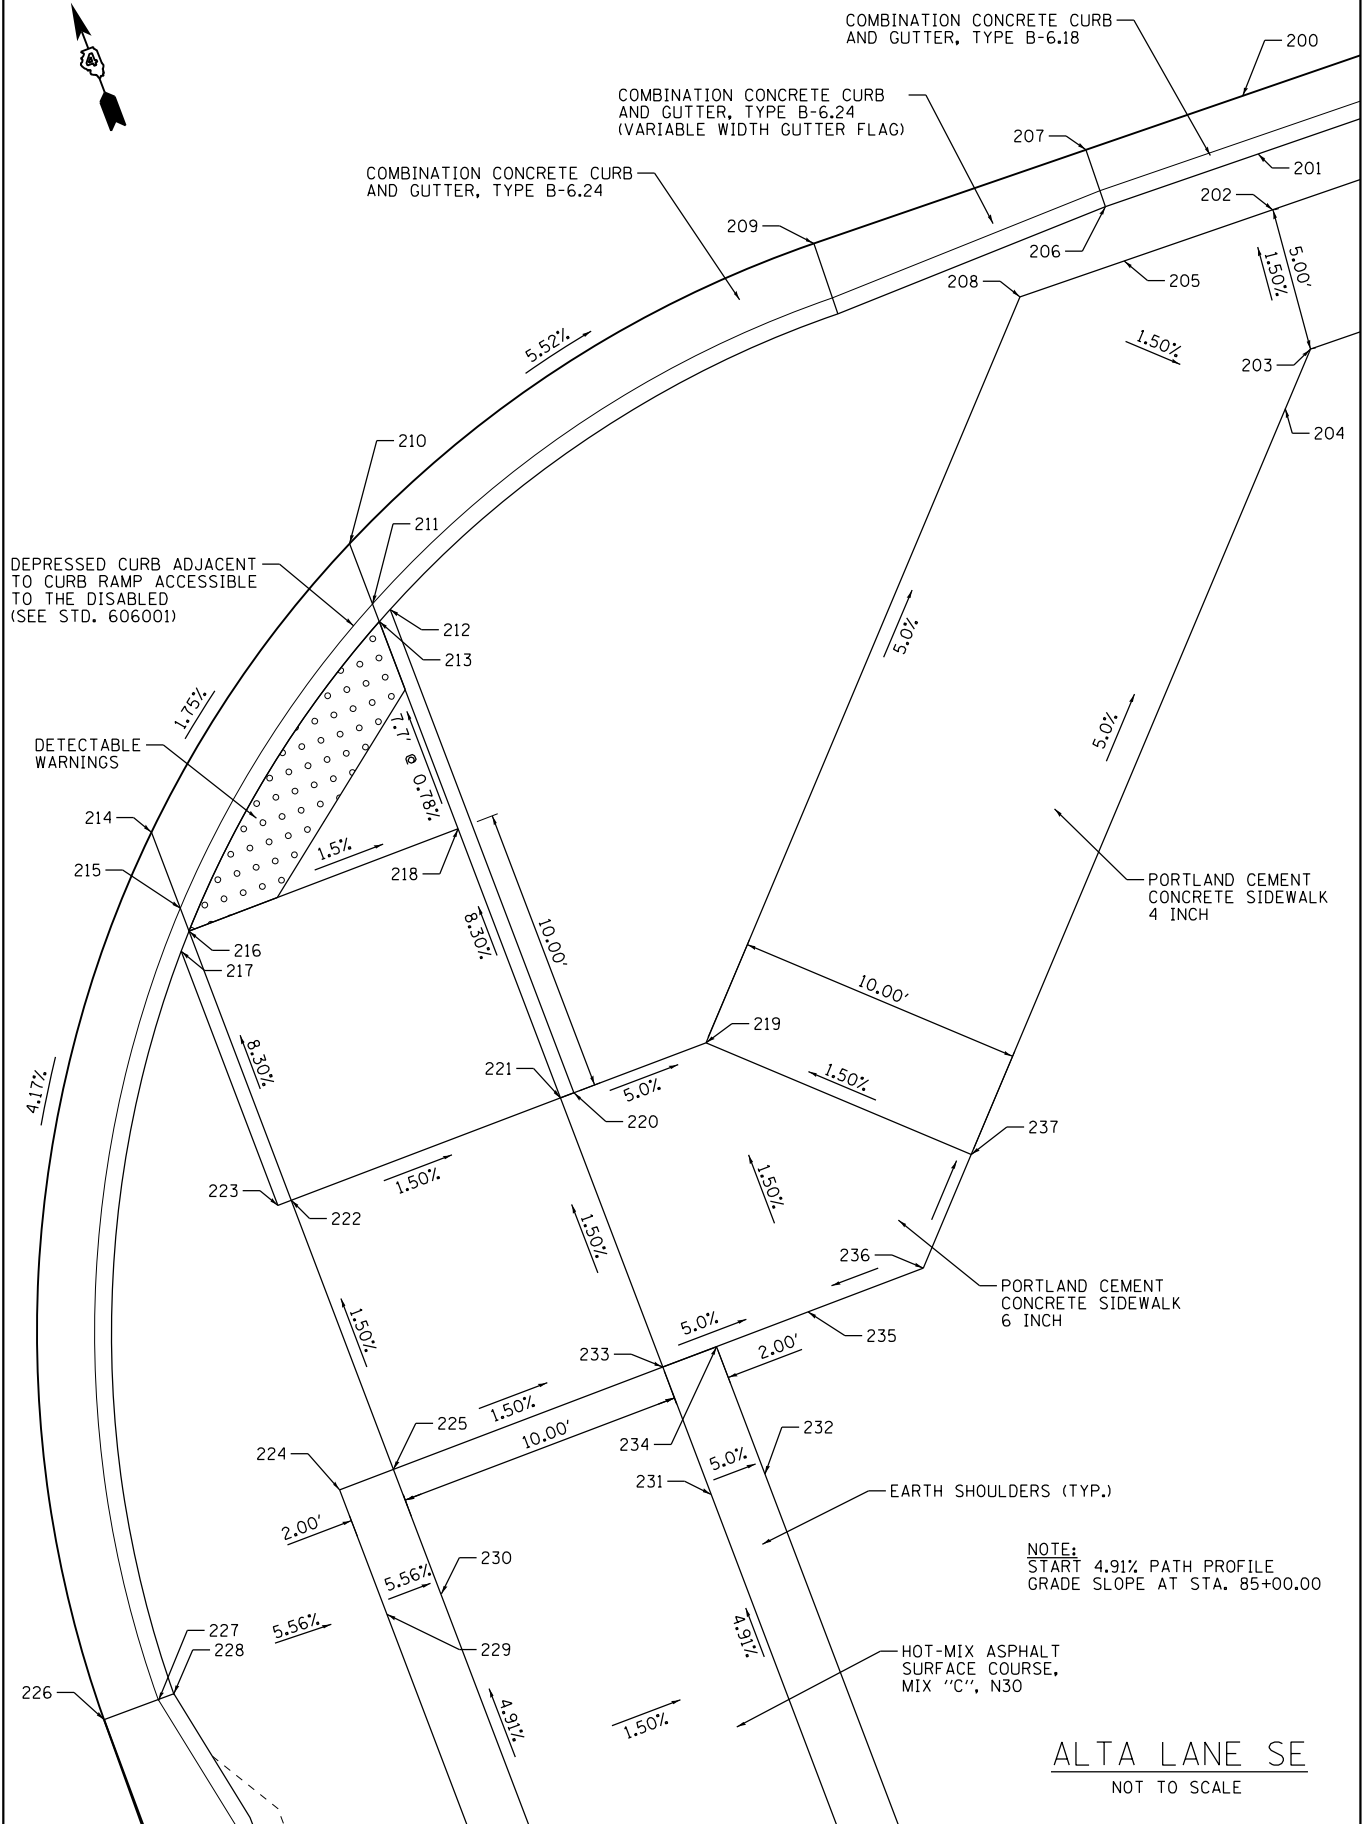 COMBINATION CONCRETE CURB
AND GUTTER, TYPE B-6.18
200
COMBINATION CONCRETE CURB
AND GUTTER, TYPE B-6.24
(VARIABLE WIDTH GUTTER FLAG)
207
COMBINATION CONCRETE CURB
AND GUTTER, TYPE B-6.24
201
202
209
206
208
205
1.50%
5.00'
5.52%
1.50%
203
204
210
211
DEPRESSED CURB ADJACENT
TO CURB RAMP ACCESSIBLE
TO THE DISABLED
(SEE STD. 606001)
212
213
5.0%
1.75%
5.0%
7.7' @ 0.78%
DETECTABLE
WARNINGS
214
1.5%
215
218
PORTLAND CEMENT
CONCRETE SIDEWALK
4 INCH
8.30%
10.00'
216
217
10.00'
219
8.30%
221
5.0%
1.50%
4.17%
220
237
1.50%
1.50%
223
222
1.50%
236
PORTLAND CEMENT
CONCRETE SIDEWALK
6 INCH
1.50%
5.0%
235
233
2.00'
1.50%
225
10.00'
234
232
224
5.0%
231
EARTH SHOULDERS (TYP.)
2.00'
NOTE:
START 4.91% PATH PROFILE
GRADE SLOPE AT STA. 85+00.00
230
5.56%
5.56%
227
228
229
4.91%
HOT-MIX ASPHALT
SURFACE COURSE,
MIX "C", N30
226
4.91%
1.50%
ALTA LANE SE
NOT TO SCALE
4